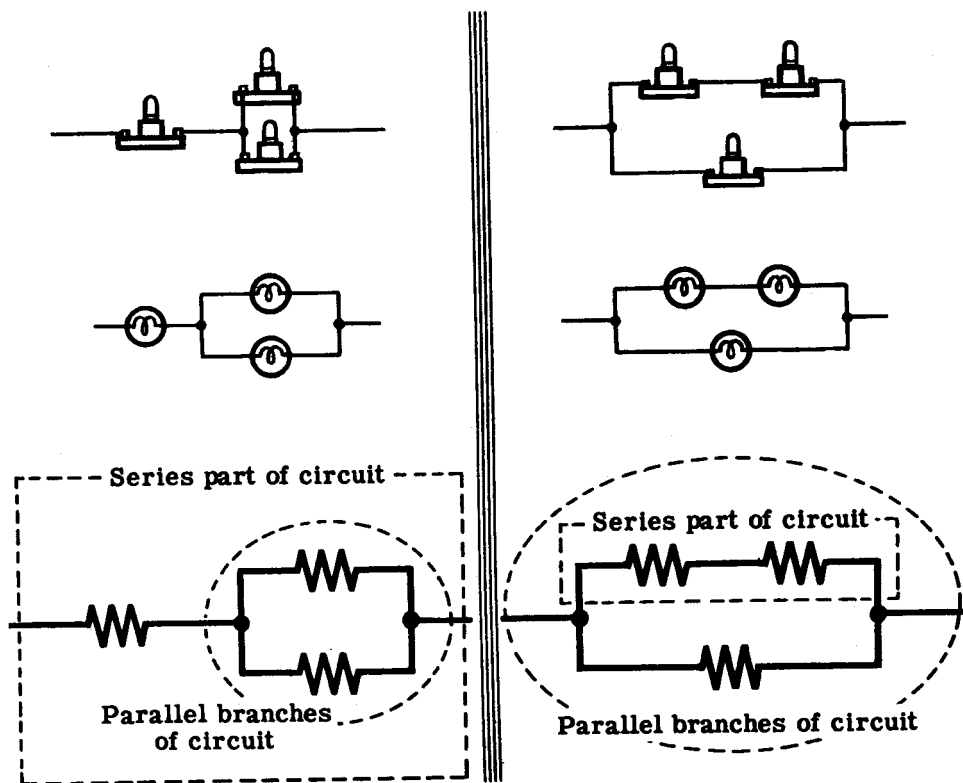 Series part of circuit
Parallel branches
of circuit
Series part of circuit
Parallel branches of circuit